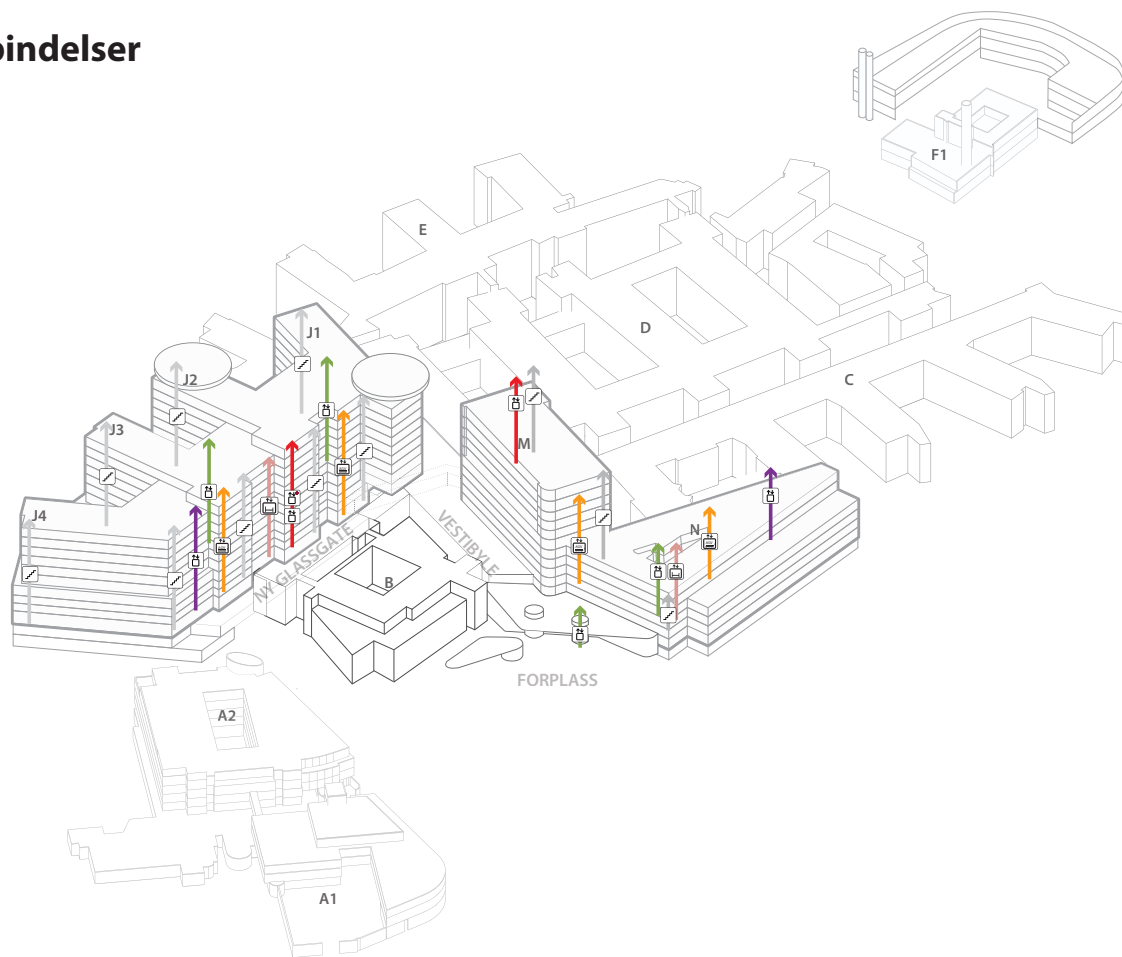 bindelser
F1
E
J1
D
J2
C
J3
M
J4
N
NY GLASSGATE
VESTIBYLE
B
FORPLASS
A2
A1